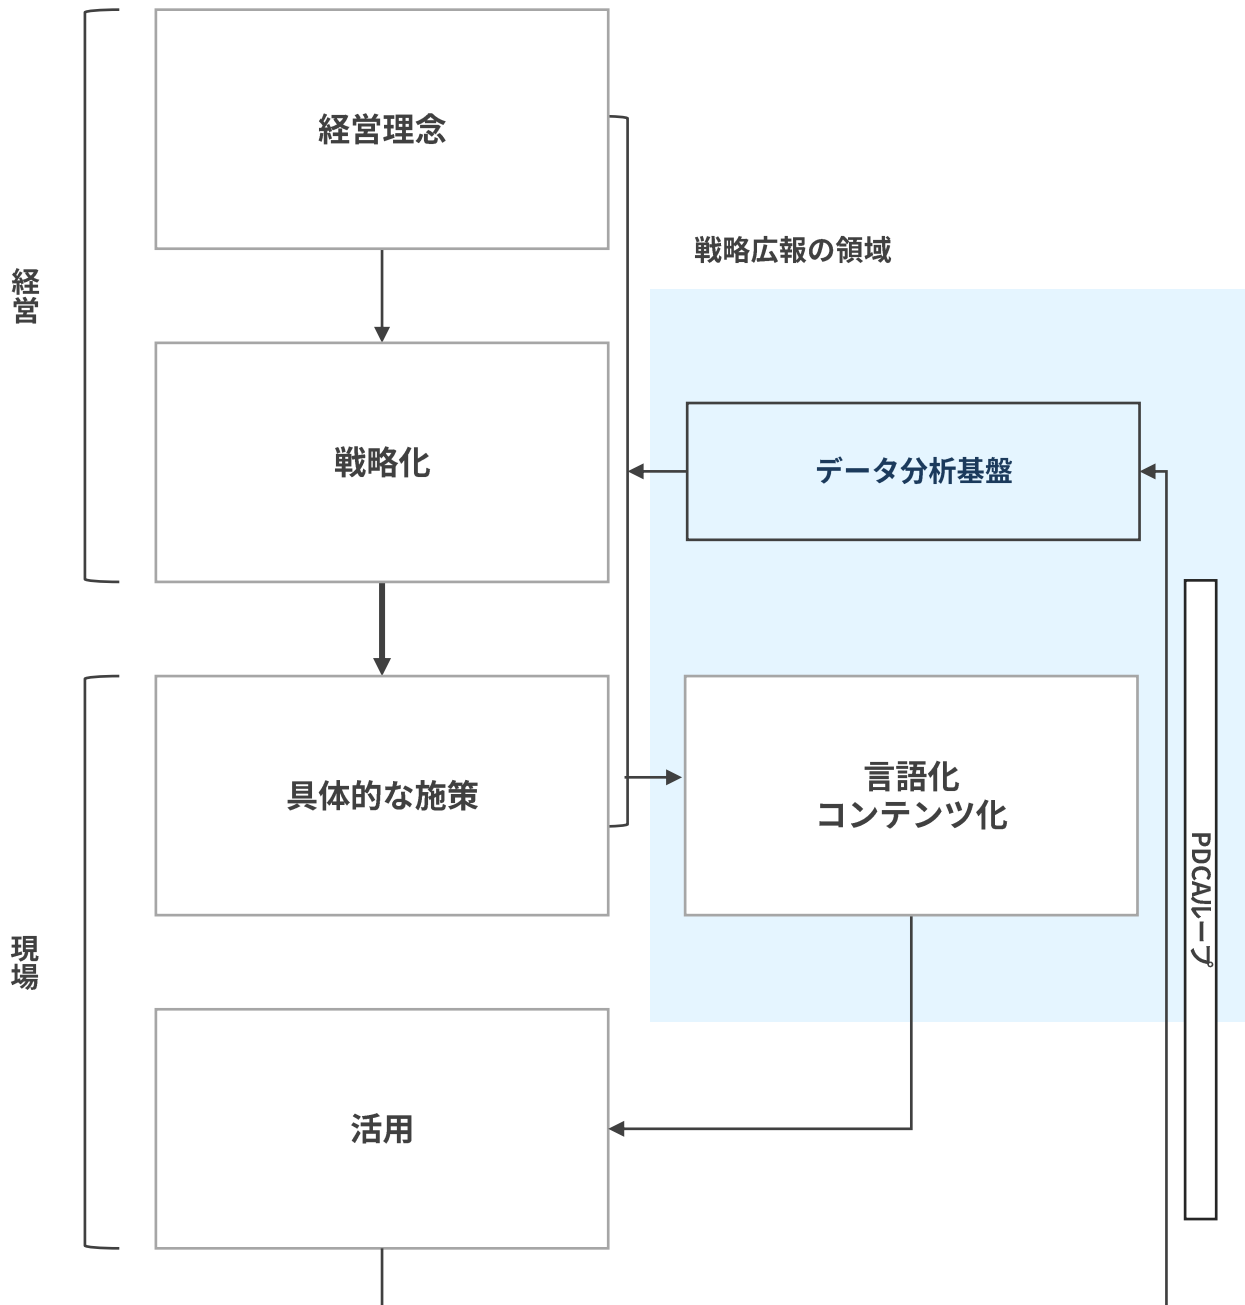 経営理念
戦略広報の領域
経営
戦略化
データ分析基盤
具体的な施策
言語化
コンテンツ化
PDCAループ
現場
活用